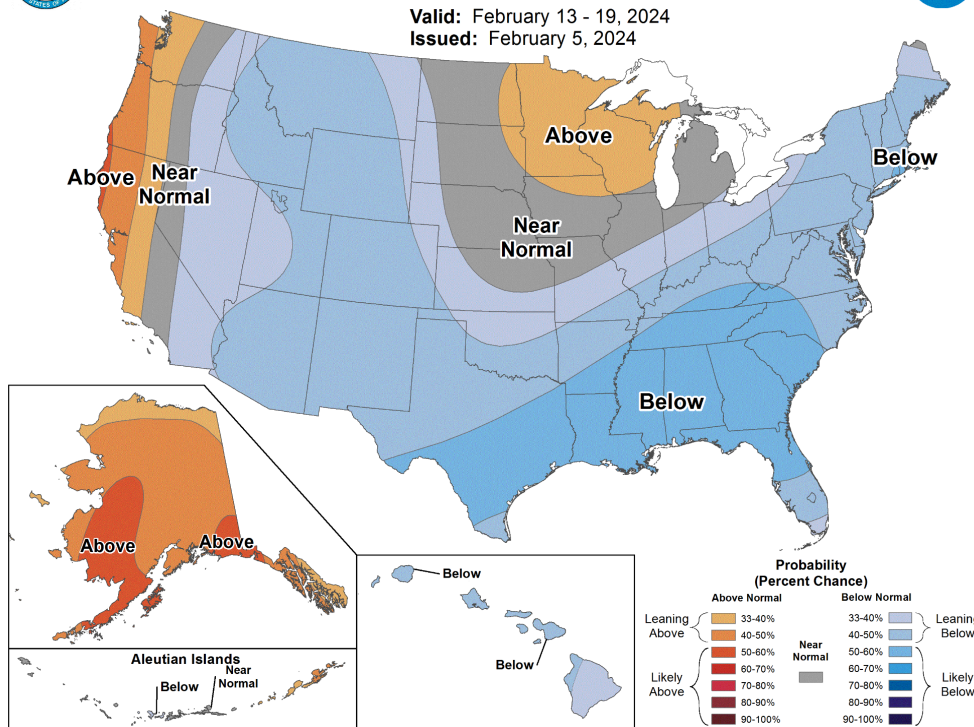 STATES OF
Valid: February 13 - 19, 2024
Issued: February 5, 2024
Above
Near
Normal
Above
Near
Normal
Below
Below
Above
Above
Aleutian Islands
Below
Near
Normal
Below
Below
Probability
(Percent Chance)
Above Normal
Below Normal
Leaning
Above
33-40%
40-50%
Likely
Above
50-60%
60-70%
70-80%
80-90%
90-100%
Near
Normal
33-40%
40-50%
Leaning
Below
50-60%
60-70%
70-80%
80-90%
90-100%
Likely
Below